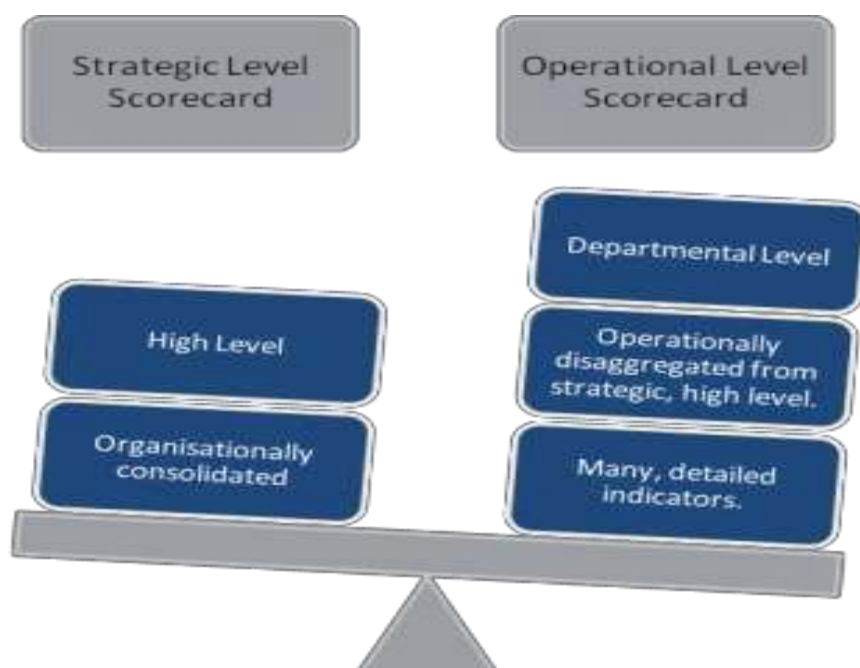 Strategic Level
Scorecard
Operational Level
Scorecard
High Level
Organisationally
consolidated
Departmental Level
Operationally
disaggregated from
strategic, high level.
Many, detailed
indicators.